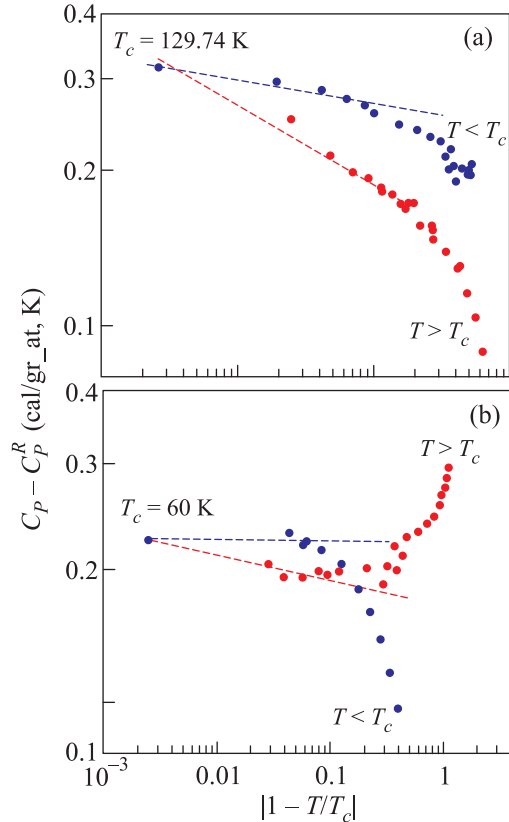 0.4
(a)
T_c = 129.74 K
0.3
T < T_c
0.2
T > T_c
0.1
C_P – C_P^R (cal/gr_at, K)
0.4
(b)
T > T_c
0.3
T_c = 60 K
0.2
T < T_c
0.1
10^−3
0.01
0.1
1
|1 – T/T_c|